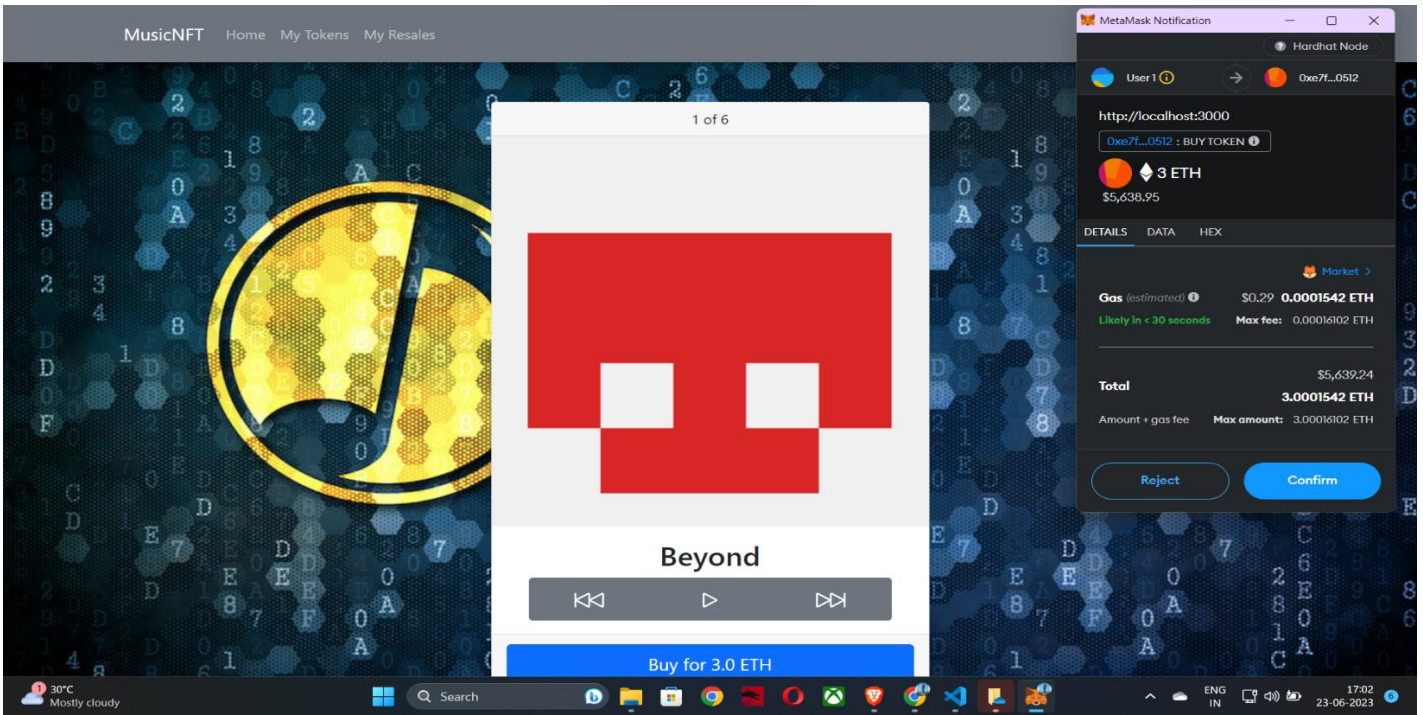 MusicNFT Home My Tokens My Resales
1 of 6
Beyond
Buy for 3.0 ETH
MetaMask Notification
Hardhat Node
User 1 0xe7f...0512
http://localhost:3000
0xe7f...0512 : BUY TOKEN
3 ETH
$5,638.95
DETAILS DATA HEX
Market >
Gas (estimated) $0.29 0.0001542 ETH
Likely in < 30 seconds Max fee: 0.00016102 ETH
$5,639.24
Total
3.0001542 ETH
Amount + gas fee Max amount: 3.00016102 ETH
Reject Confirm
1
30°C
Mostly cloudy
Search
ENG
IN
17:02
23-06-2023
6